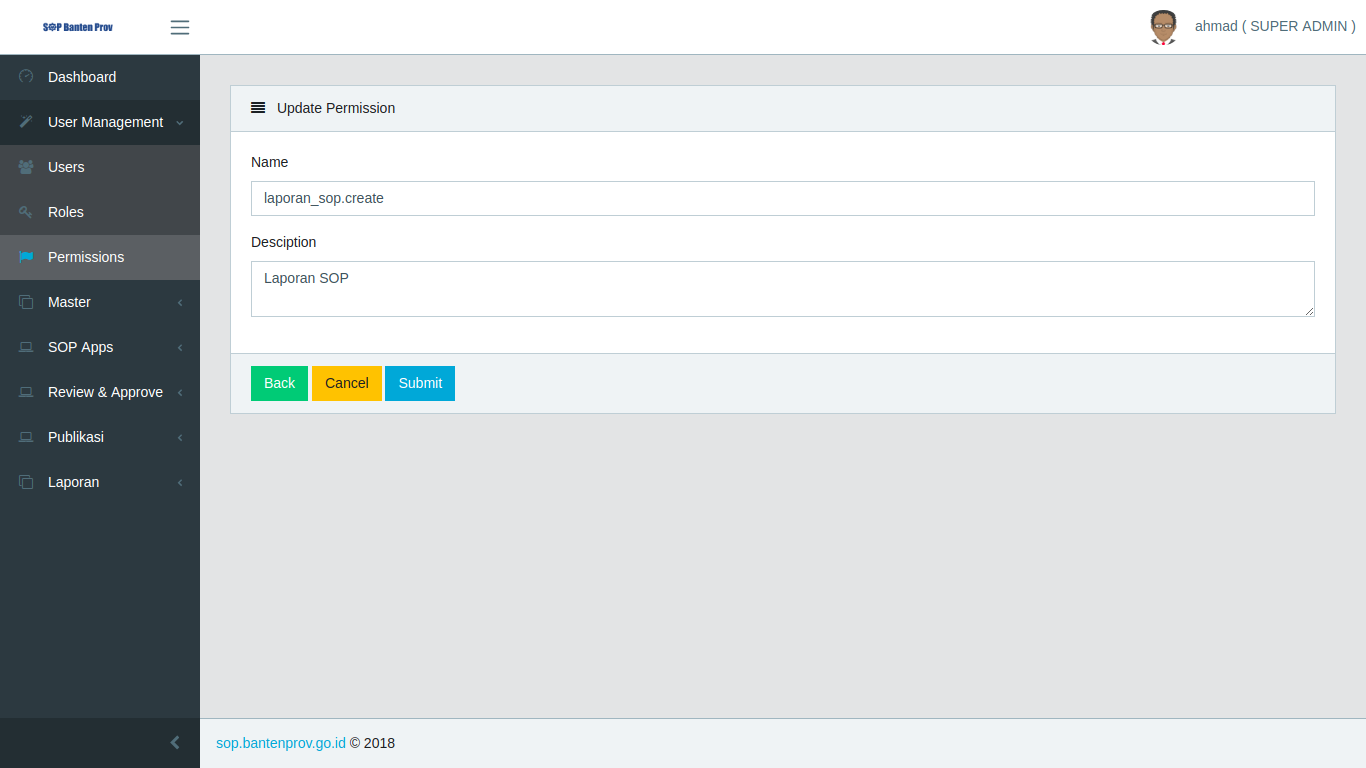 SOP Banten Prov
ahmad ( SUPER ADMIN )
Dashboard
User Management
Users
Roles
Permissions
Master
SOP Apps
Review & Approve
Publikasi
Laporan
Update Permission
Name
laporan_sop.create
Desciption
Laporan SOP
Back Cancel Submit
sop.bantenprov.go.id © 2018